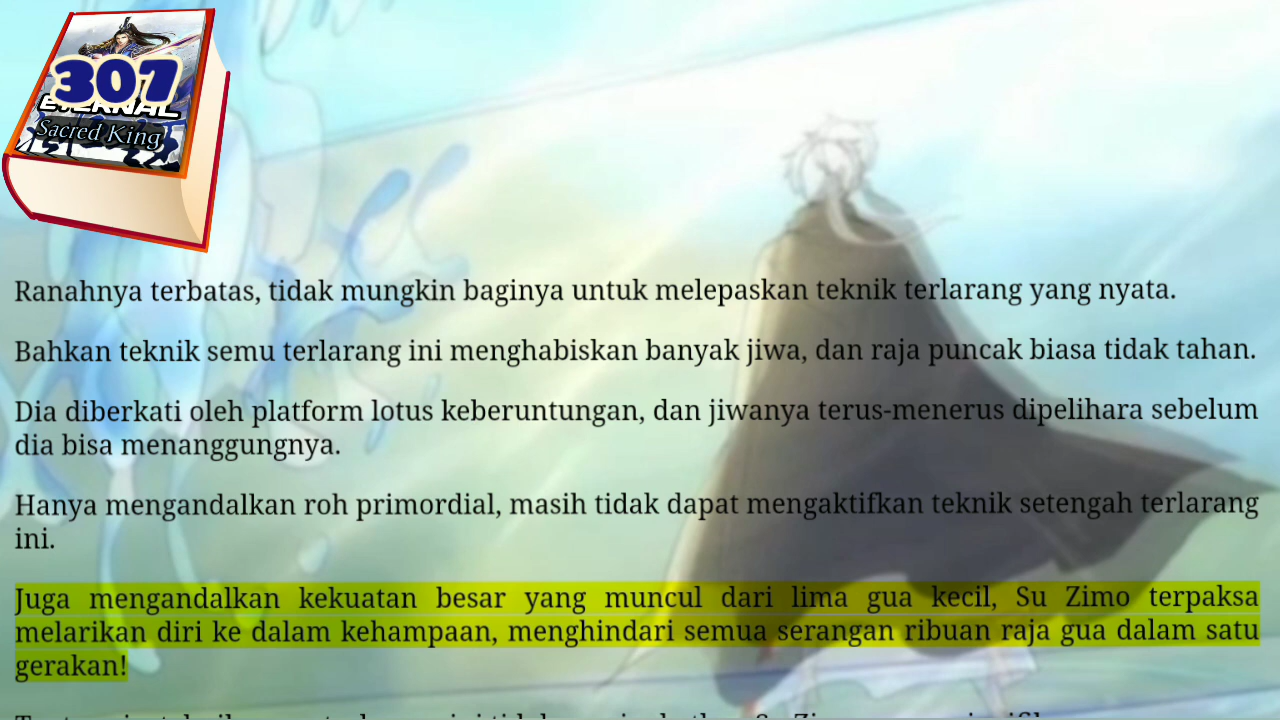 307
ETERNAL
Sacred King
Ranahnya terbatas, tidak mungkin baginya untuk melepaskan teknik terlarang yang nyata.
Bahkan teknik semu terlarang ini menghabiskan banyak jiwa, dan raja puncak biasa tidak tahan.
Dia diberkati oleh platform lotus keberuntungan, dan jiwanya terus-menerus dipelihara sebelum
dia bisa menanggungnya.
Hanya mengandalkan roh primordial, masih tidak dapat mengaktifkan teknik setengah terlarang
ini.
Juga mengandalkan kekuatan besar yang muncul dari lima gua kecil, Su Zimo terpaksa
melarikan diri ke dalam kehampaan, menghindari semua serangan ribuan raja gua dalam satu
gerakan!